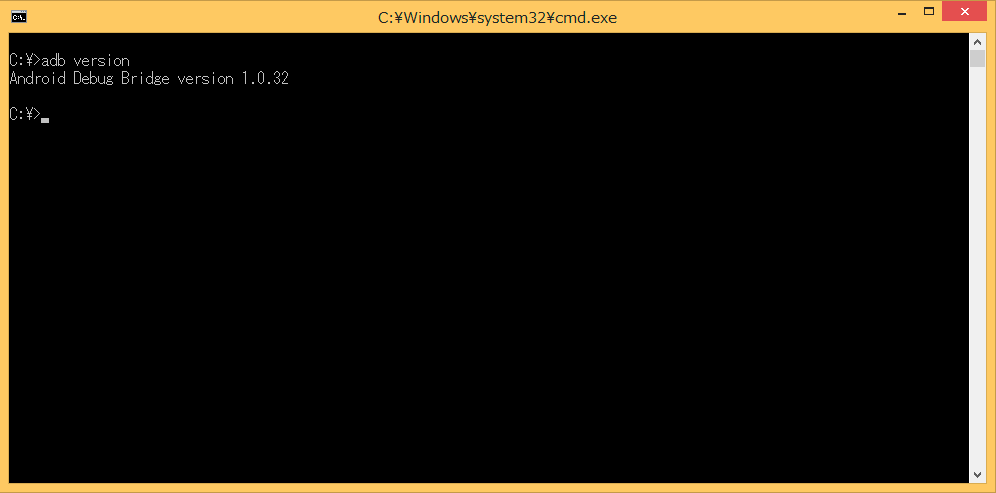 C:¥Windows¥system32¥cmd.exe
C:¥>adb version
Android Debug Bridge version 1.0.32
C:¥>